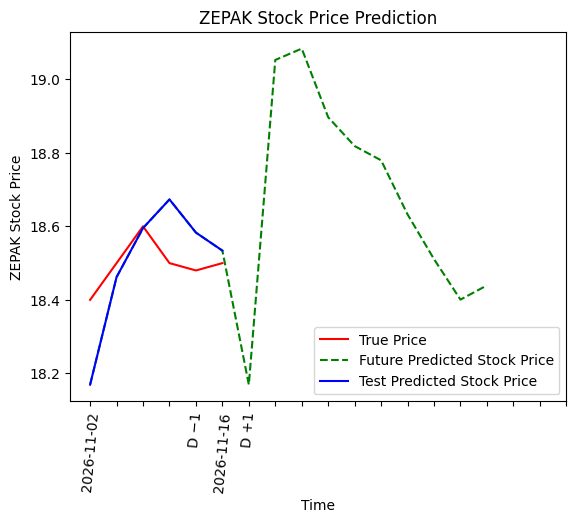 ZEPAK Stock Price Prediction
ZEPAK Stock Price
19.0
18.8
18.6
18.4
18.2
True Price
Future Predicted Stock Price
Test Predicted Stock Price
2026-11-02
D −1
2026-11-16
D +1
Time